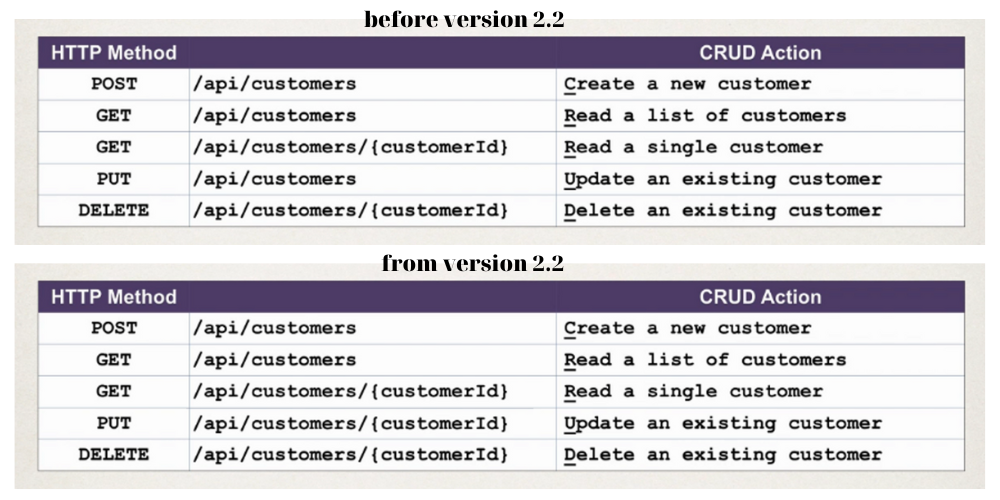 before version 2.2
HTTP Method CRUD Action
POST /api/customers Create a new customer
GET /api/customers Read a list of customers
GET /api/customers/{customerId} Read a single customer
PUT /api/customers Update an existing customer
DELETE /api/customers/{customerId} Delete an existing customer
from version 2.2
HTTP Method CRUD Action
POST /api/customers Create a new customer
GET /api/customers Read a list of customers
GET /api/customers/{customerId} Read a single customer
PUT /api/customers/{customerId} Update an existing customer
DELETE /api/customers/{customerId} Delete an existing customer